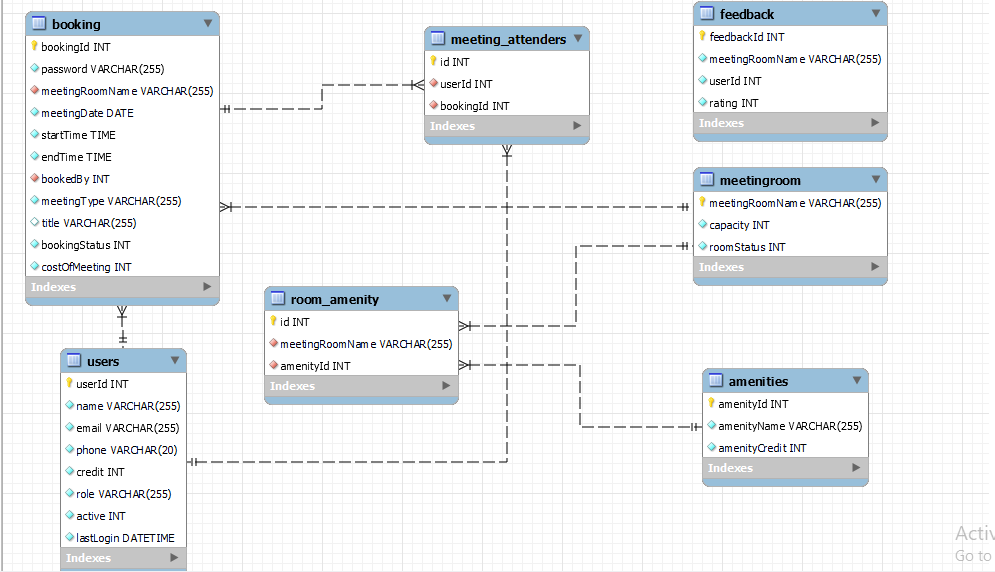 booking
bookingId INT
password VARCHAR(255)
meetingRoomName VARCHAR(255)
meetingDate DATE
startTime TIME
endTime TIME
bookedBy INT
meetingType VARCHAR(255)
title VARCHAR(255)
bookingStatus INT
costOfMeeting INT
Indexes
meeting_attenders
id INT
userId INT
bookingId INT
Indexes
feedback
feedbackId INT
meetingRoomName VARCHAR(255)
userId INT
rating INT
Indexes
meetingroom
meetingRoomName VARCHAR(255)
capacity INT
roomStatus INT
Indexes
room_amenity
id INT
meetingRoomName VARCHAR(255)
amenityId INT
Indexes
users
userId INT
name VARCHAR(255)
email VARCHAR(255)
phone VARCHAR(20)
credit INT
role VARCHAR(255)
active INT
lastLogin DATETIME
Indexes
amenities
amenityId INT
amenityName VARCHAR(255)
amenityCredit INT
Indexes
Activ
Go to